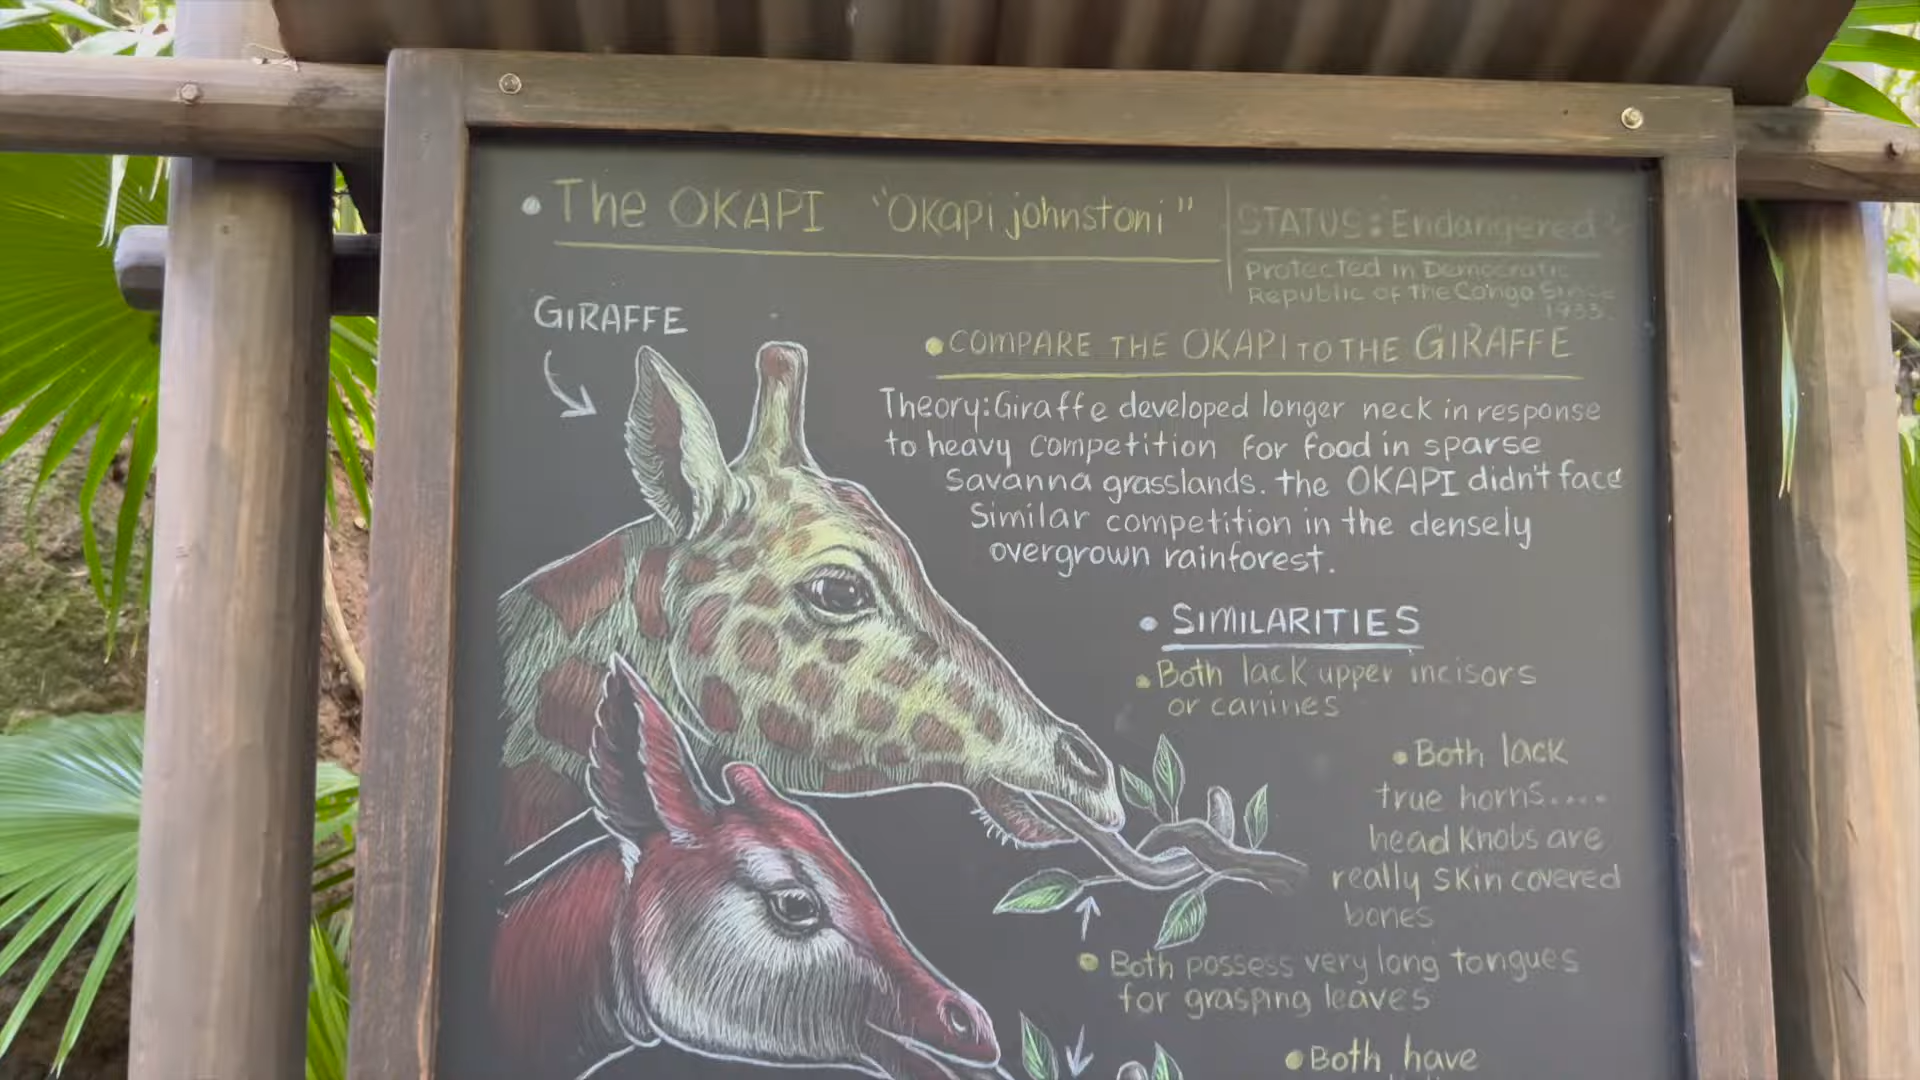 • The OKAPI "Okapi johnstoni"
STATUS: Endangered
Protected in Democratic
Republic of the Congo Since
1933.
GIRAFFE
• COMPARE THE OKAPI TO THE GIRAFFE
Theory: Giraffe developed longer neck in response
to heavy competition for food in sparse
Savanna grasslands. the OKAPI didn't face
Similar competition in the densely
overgrown rainforest.
• SIMILARITIES
• Both lack upper incisors
or canines
• Both lack
true horns....
head knobs are
really skin covered
bones
• Both possess very long tongues
for grasping leaves
• Both have